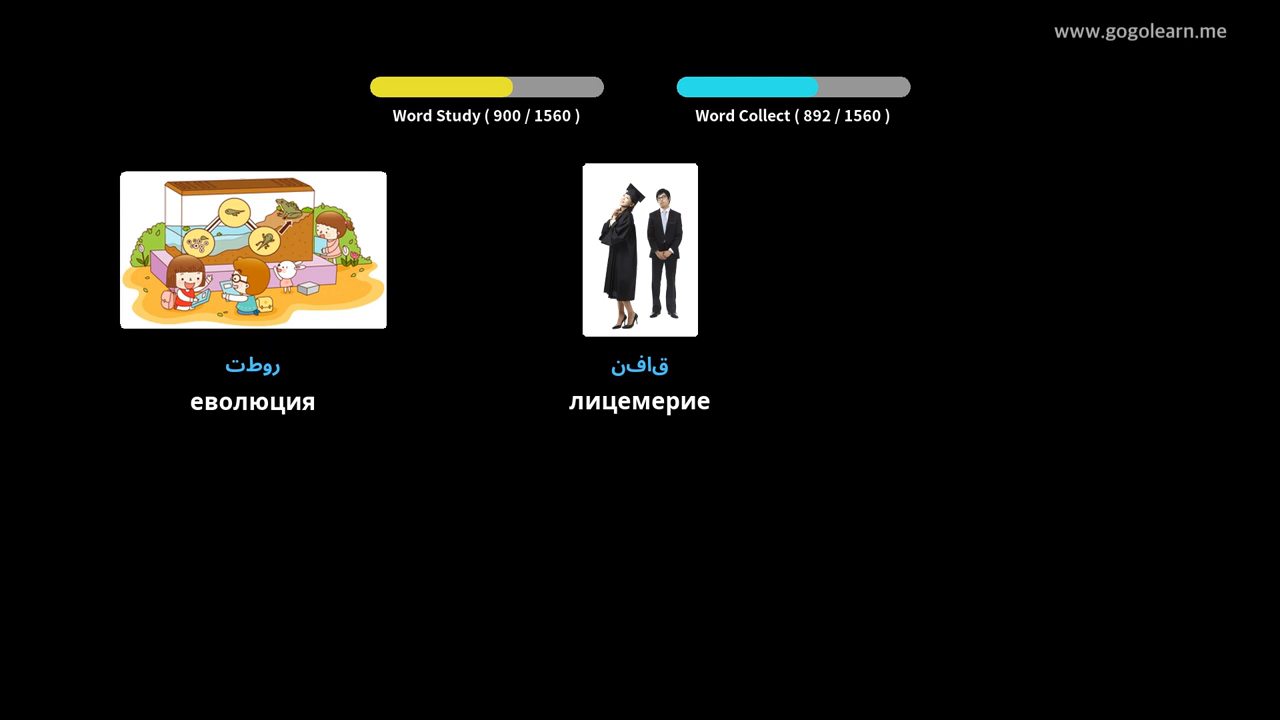 www.gogolearn.me
Word Study ( 900 / 1560 )
Word Collect ( 892 / 1560 )
روطت
еволюция
قافن
лицемерие